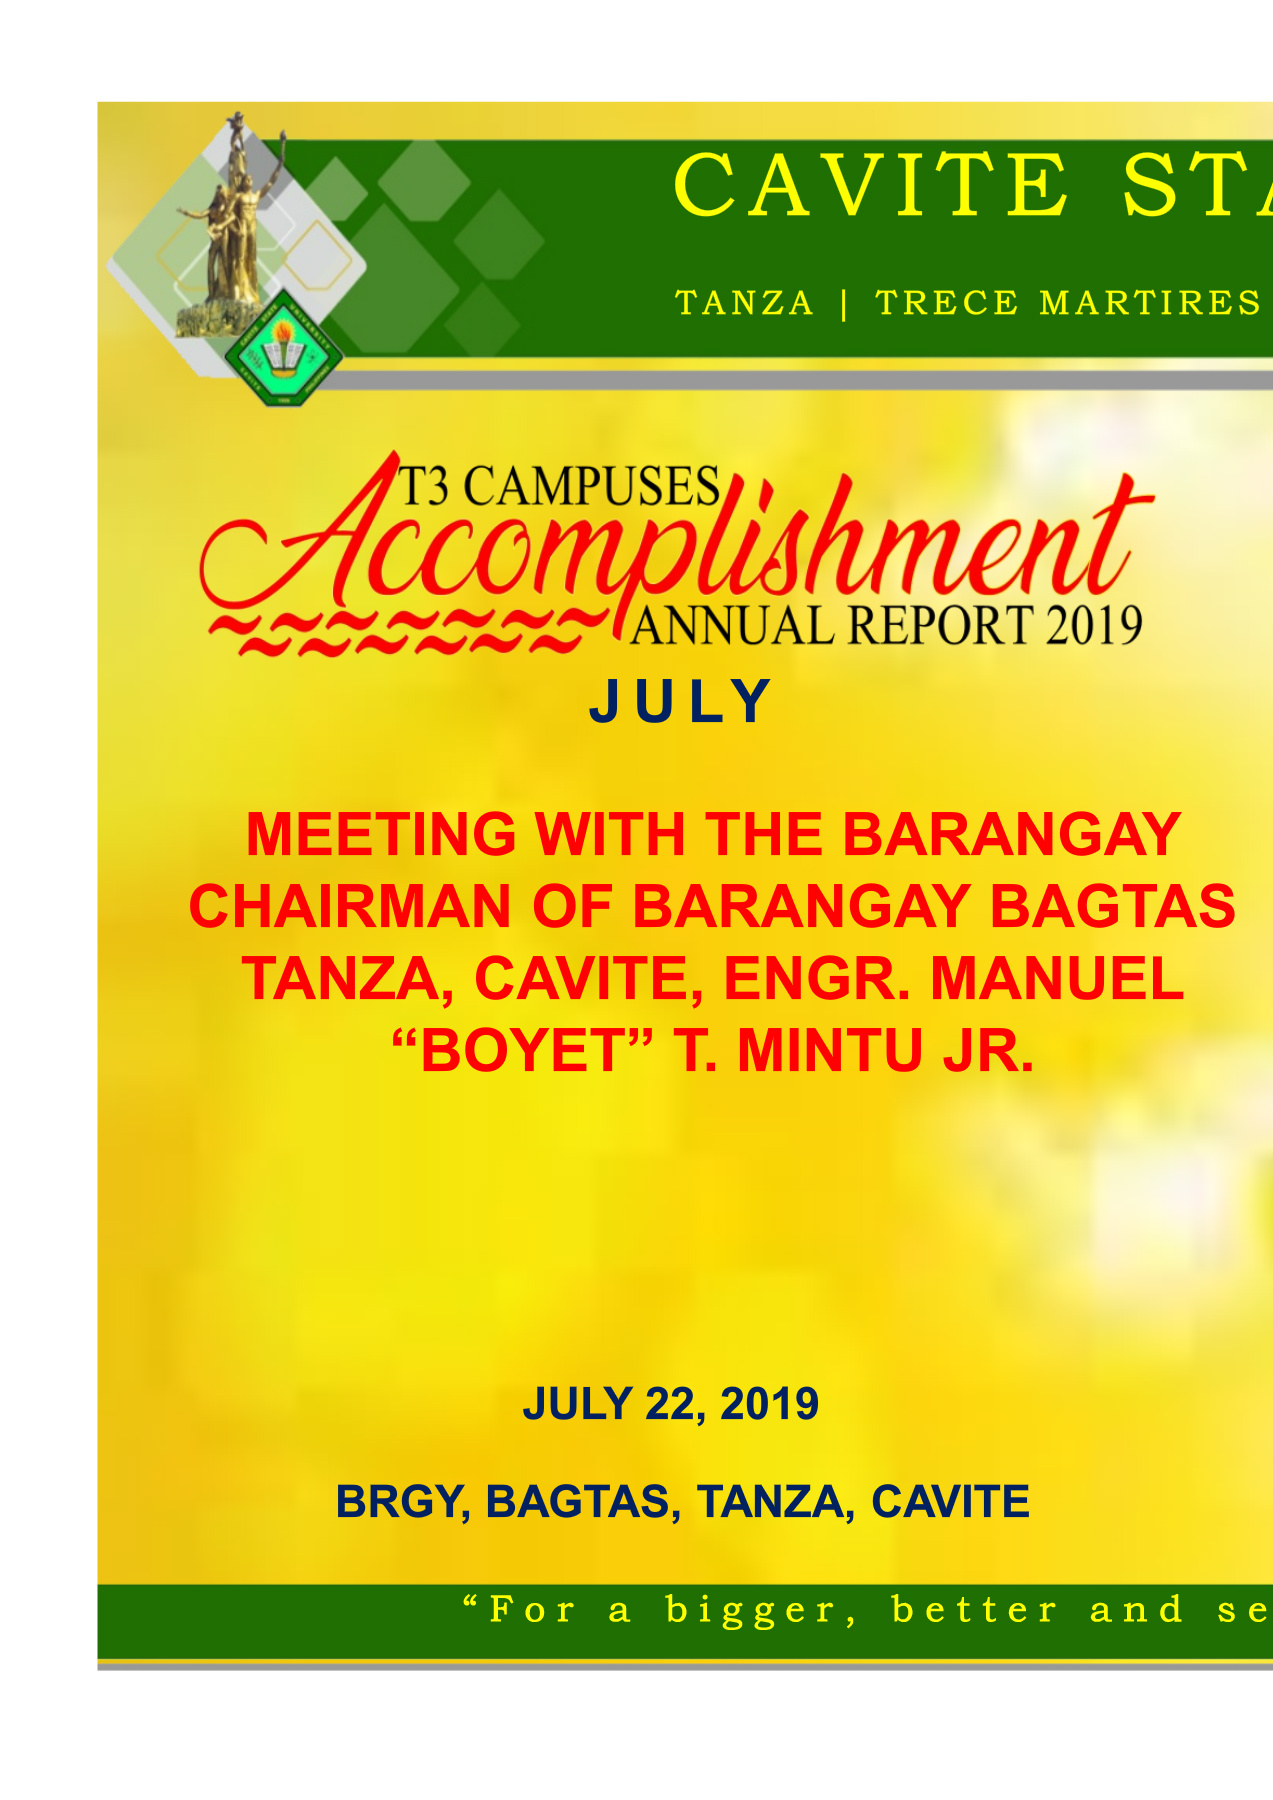 CAVITE STA
TANZA | TRECE MARTIRES
T3 CAMPUSES
Accomplishment
ANNUAL REPORT 2019
JULY
MEETING WITH THE BARANGAY
CHAIRMAN OF BARANGAY BAGTAS
TANZA, CAVITE, ENGR. MANUEL
“BOYET” T. MINTU JR.
JULY 22, 2019
BRGY, BAGTAS, TANZA, CAVITE
“For a bigger, better and se